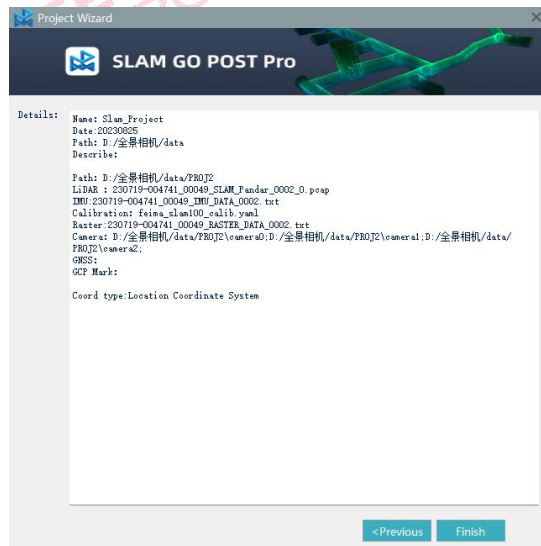 Project Wizard
SLAM GO POST Pro
Details:
Name: Slam_Project
Date:20230825
Path: D:/全景相机/data
Describe:
Path: D:/全景相机/data/PROJ2
LiDAR : 230719-004741_00049_SLAM_Pandar_0002_0.pcap
IMU:230719-004741_00049_IMU_DATA_0002.txt
Calibration: feima_slam100_calib.yaml
Raster:230719-004741_00049_RASTER_DATA_0002.txt
Camera: D:/全景相机/data/PROJ2\camera0;D:/全景相机/data/PROJ2\camera1;D:/全景相机/data/
PROJ2\camera2;
GNSS:
GCP Mark:
Coord type:Location Coordinate System
<Previous
Finish